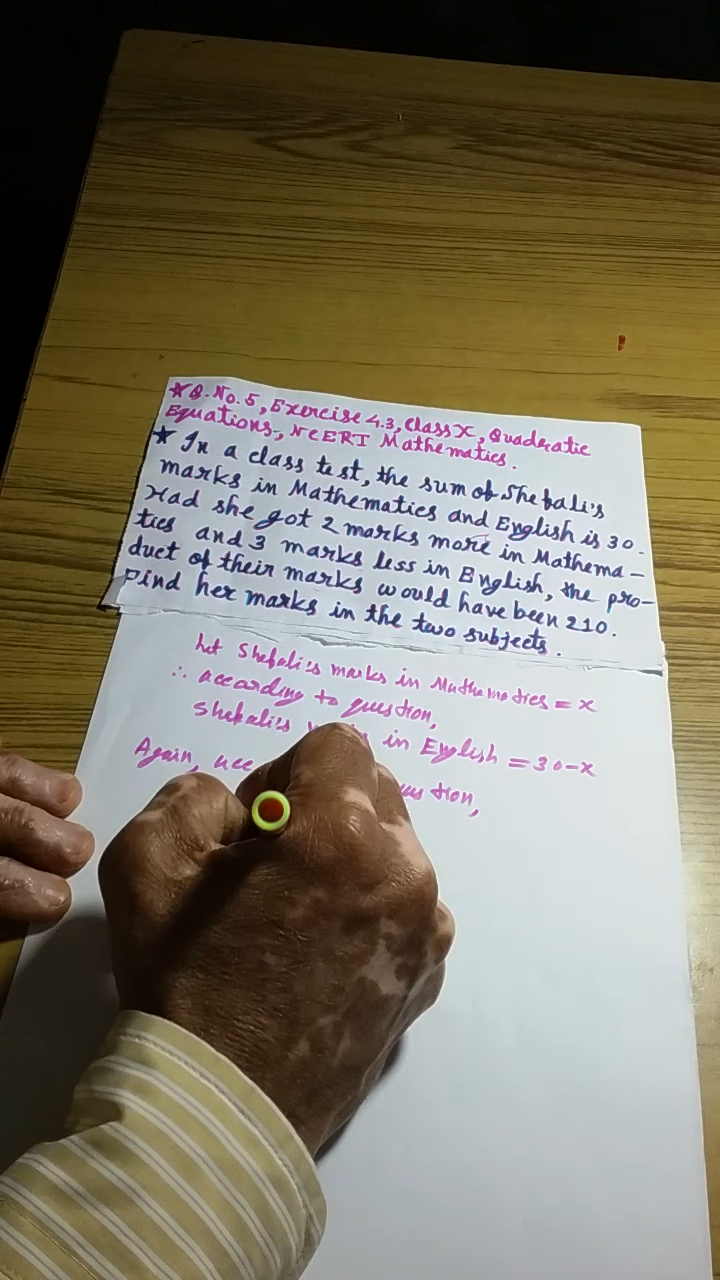 * Q. No. 5, Exercise 4.3, Class X, Quadratic
Equations, NCERT Mathematics.
* In a class test, the sum of Shefali's
marks in Mathematics and English is 30.
Had she got 2 marks more in Mathema-
tics and 3 marks less in English, the pro-
duct of their marks would have been 210.
Find her marks in the two subjects.
Let Shefali's marks in Mathematics = x
∴ according to question,
Shefali's in English = 30-x
Again,